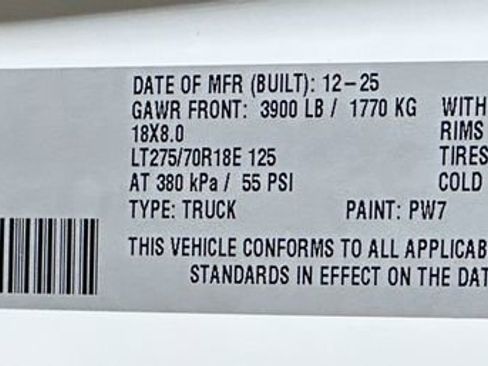 DATE OF MFR (BUILT): 12-25
GAWR FRONT: 3900 LB / 1770 KG WITH
18X8.0 RIMS
LT275/70R18E 125 TIRES
AT 380 kPa / 55 PSI COLD
TYPE: TRUCK PAINT: PW7
THIS VEHICLE CONFORMS TO ALL APPLICAB
STANDARDS IN EFFECT ON THE DAT